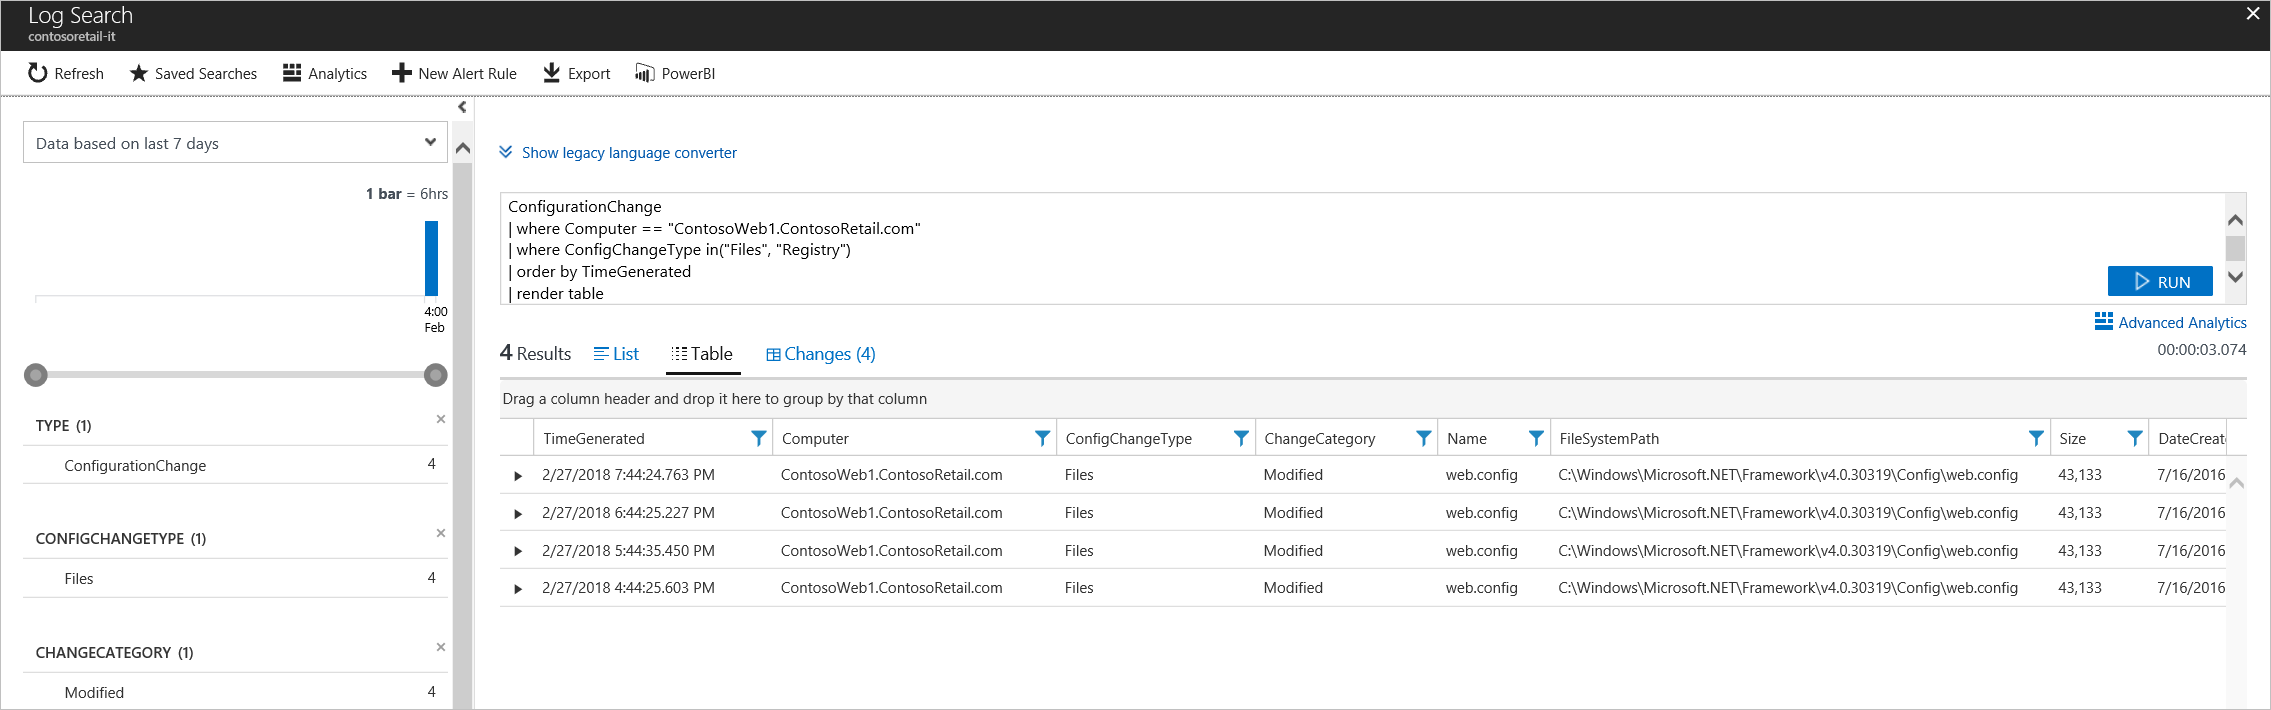 Log Search
contosoretail-it
Refresh Saved Searches Analytics New Alert Rule Export PowerBI
Data based on last 7 days
1 bar = 6hrs
4:00
Feb
TYPE (1)
ConfigurationChange 4
CONFIGCHANGETYPE (1)
Files 4
CHANGECATEGORY (1)
Modified 4
Show legacy language converter
ConfigurationChange
| where Computer == "ContosoWeb1.ContosoRetail.com"
| where ConfigChangeType in("Files", "Registry")
| order by TimeGenerated
| render table
RUN
Advanced Analytics
4 Results List Table Changes (4)
00:00:03.074
Drag a column header and drop it here to group by that column
TimeGenerated Computer ConfigChangeType ChangeCategory Name FileSystemPath Size DateCreate
2/27/2018 7:44:24.763 PM ContosoWeb1.ContosoRetail.com Files Modified web.config C:\Windows\Microsoft.NET\Framework\v4.0.30319\Config\web.config 43,133 7/16/2016
2/27/2018 6:44:25.227 PM ContosoWeb1.ContosoRetail.com Files Modified web.config C:\Windows\Microsoft.NET\Framework\v4.0.30319\Config\web.config 43,133 7/16/2016
2/27/2018 5:44:35.450 PM ContosoWeb1.ContosoRetail.com Files Modified web.config C:\Windows\Microsoft.NET\Framework\v4.0.30319\Config\web.config 43,133 7/16/2016
2/27/2018 4:44:25.603 PM ContosoWeb1.ContosoRetail.com Files Modified web.config C:\Windows\Microsoft.NET\Framework\v4.0.30319\Config\web.config 43,133 7/16/2016